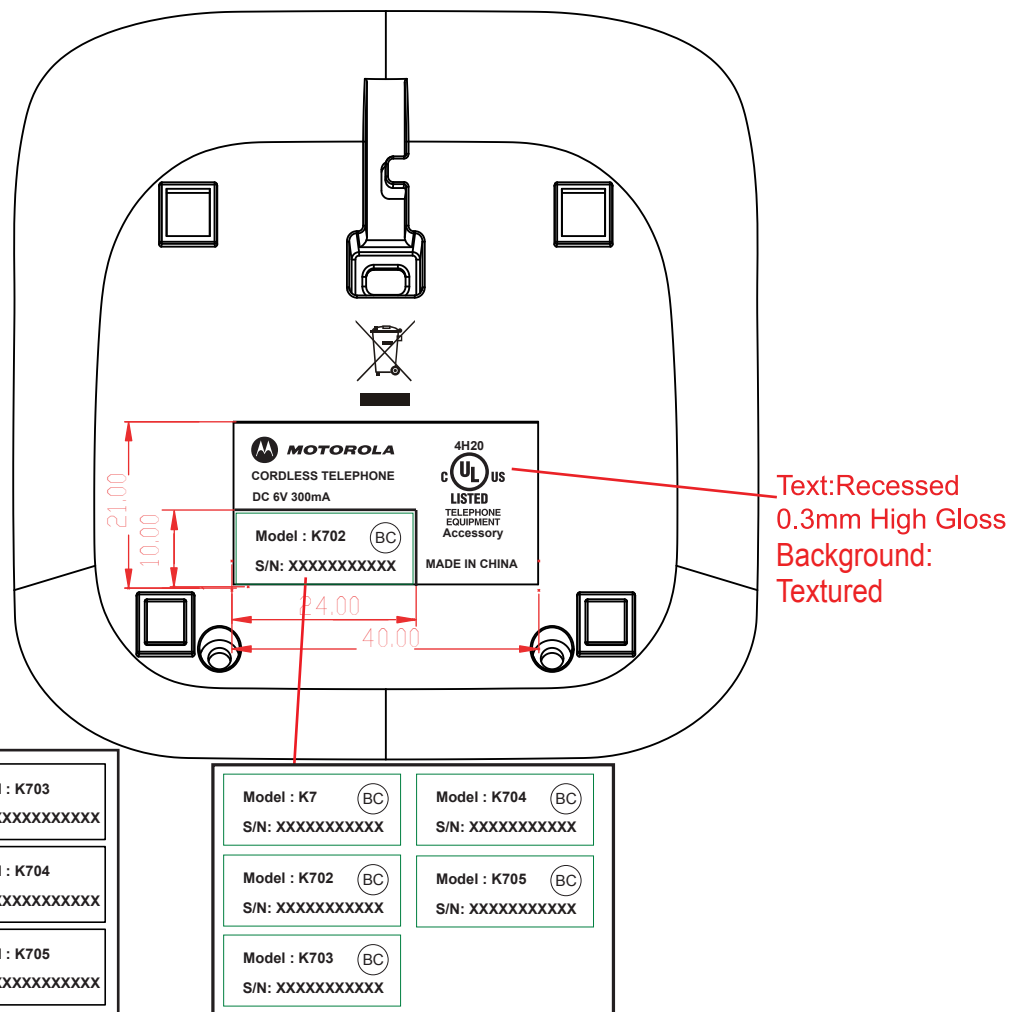 MOTOROLA
CORDLESS TELEPHONE
DC 6V 300mA
Model : K702 BC
S/N: XXXXXXXXXXX
4H20
C UL US
LISTED
TELEPHONE
EQUIPMENT
Accessory
MADE IN CHINA
21.00
10.00
24.00
40.00
Text:Recessed
0.3mm High Gloss
Background:
Textured
: K703
XXXXXXXXXXX
: K704
XXXXXXXXXXX
: K705
XXXXXXXXXXX
Model : K7 BC
S/N: XXXXXXXXXXX
Model : K702 BC
S/N: XXXXXXXXXXX
Model : K703 BC
S/N: XXXXXXXXXXX
Model : K704 BC
S/N: XXXXXXXXXXX
Model : K705 BC
S/N: XXXXXXXXXXX